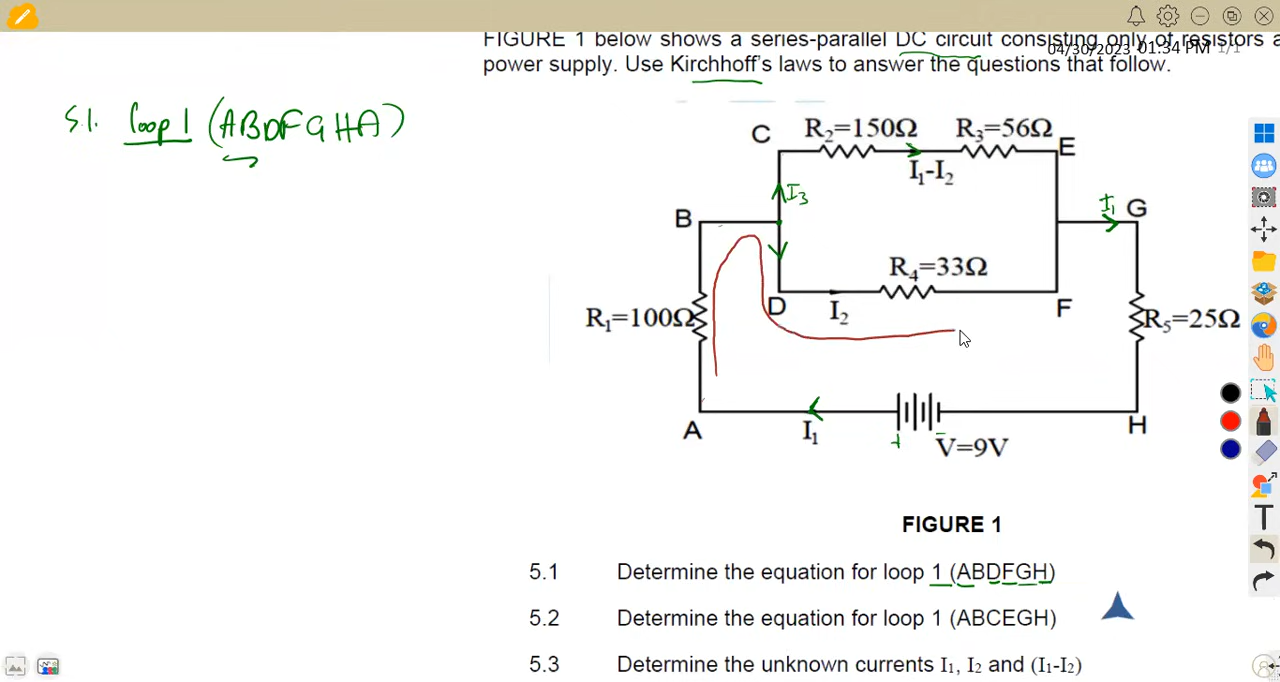 FIGURE 1 below shows a series-parallel DC circuit consisting only of resistors a
04/30/2023 01:34 PM 1/1
power supply. Use Kirchhoff's laws to answer the questions that follow.
5.1. loop 1 (ABDFGHA)
C R₂=150Ω R₃=56Ω E
I₁-I₂
I₃ I₁ G
B
R₄=33Ω
D I₂ F
R₁=100Ω R₅=25Ω
A I₁ + - V=9V H
FIGURE 1
5.1 Determine the equation for loop 1 (ABDFGH)
5.2 Determine the equation for loop 1 (ABCEGH)
5.3 Determine the unknown currents I₁, I₂ and (I₁-I₂)
T